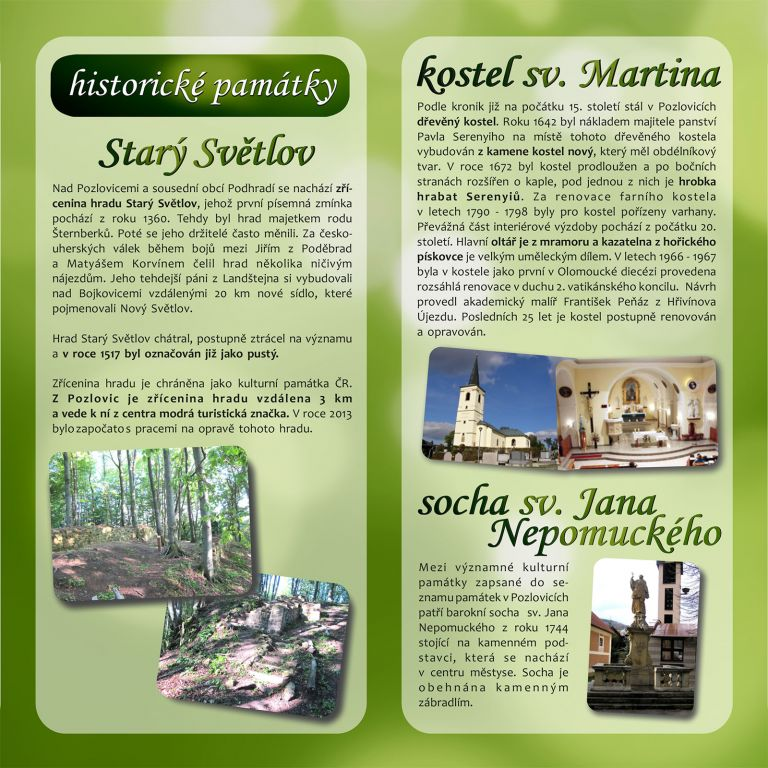 historické památky
Starý Světlov
Nad Pozlovicemi a sousední obcí Podhradí se nachází zří-
cenina hradu Starý Světlov, jehož první písemná zmínka
pochází z roku 1360. Tehdy byl hrad majetkem rodu
Šternberků. Poté se jeho držitelé často měnili. Za česko-
uherských válek během bojů mezi Jiřím z Poděbrad
a Matyášem Korvínem čelil hrad několika ničivým
nájezdům. Jeho tehdejší páni z Landštejna si vybudovali
nad Bojkovicemi vzdálenými 20 km nové sídlo, které
pojmenovali Nový Světlov.
Hrad Starý Světlov chátral, postupně ztrácel na významu
a v roce 1517 byl označován již jako pustý.
Zřícenina hradu je chráněna jako kulturní památka ČR.
Z Pozlovic je zřícenina hradu vzdálena 3 km
a vede k ní z centra modrá turistická značka. V roce 2013
bylo započato s pracemi na opravě tohoto hradu.
kostel sv. Martina
Podle kronik již na počátku 15. století stál v Pozlovicích
dřevěný kostel. Roku 1642 byl nákladem majitele panství
Pavla Serenyiho na místě tohoto dřevěného kostela
vybudován z kamene kostel nový, který měl obdélníkový
tvar. V roce 1672 byl kostel prodloužen a po bočních
stranách rozšířen o kaple, pod jednou z nich je hrobka
hrabat Serenyiů. Za renovace farního kostela
v letech 1790 - 1798 byly pro kostel pořízeny varhany.
Převážná část interiérové výzdoby pochází z počátku 20.
století. Hlavní oltář je z mramoru a kazatelna z hořického
pískovce je velkým uměleckým dílem. V letech 1966 - 1967
byla v kostele jako první v Olomoucké diecézi provedena
rozsáhlá renovace v duchu 2. vatikánského koncilu. Návrh
provedl akademický malíř František Peňáz z Hřivínova
Újezdu. Posledních 25 let je kostel postupně renovován
a opravován.
socha sv. Jana
Nepomuckého
Mezi významné kulturní
památky zapsané do se-
znamu památek v Pozlovicích
patří barokní socha sv. Jana
Nepomuckého z roku 1744
stojící na kamenném pod-
stavci, která se nachází
v centru městyse. Socha je
obehnána kamenným
zábradlím.